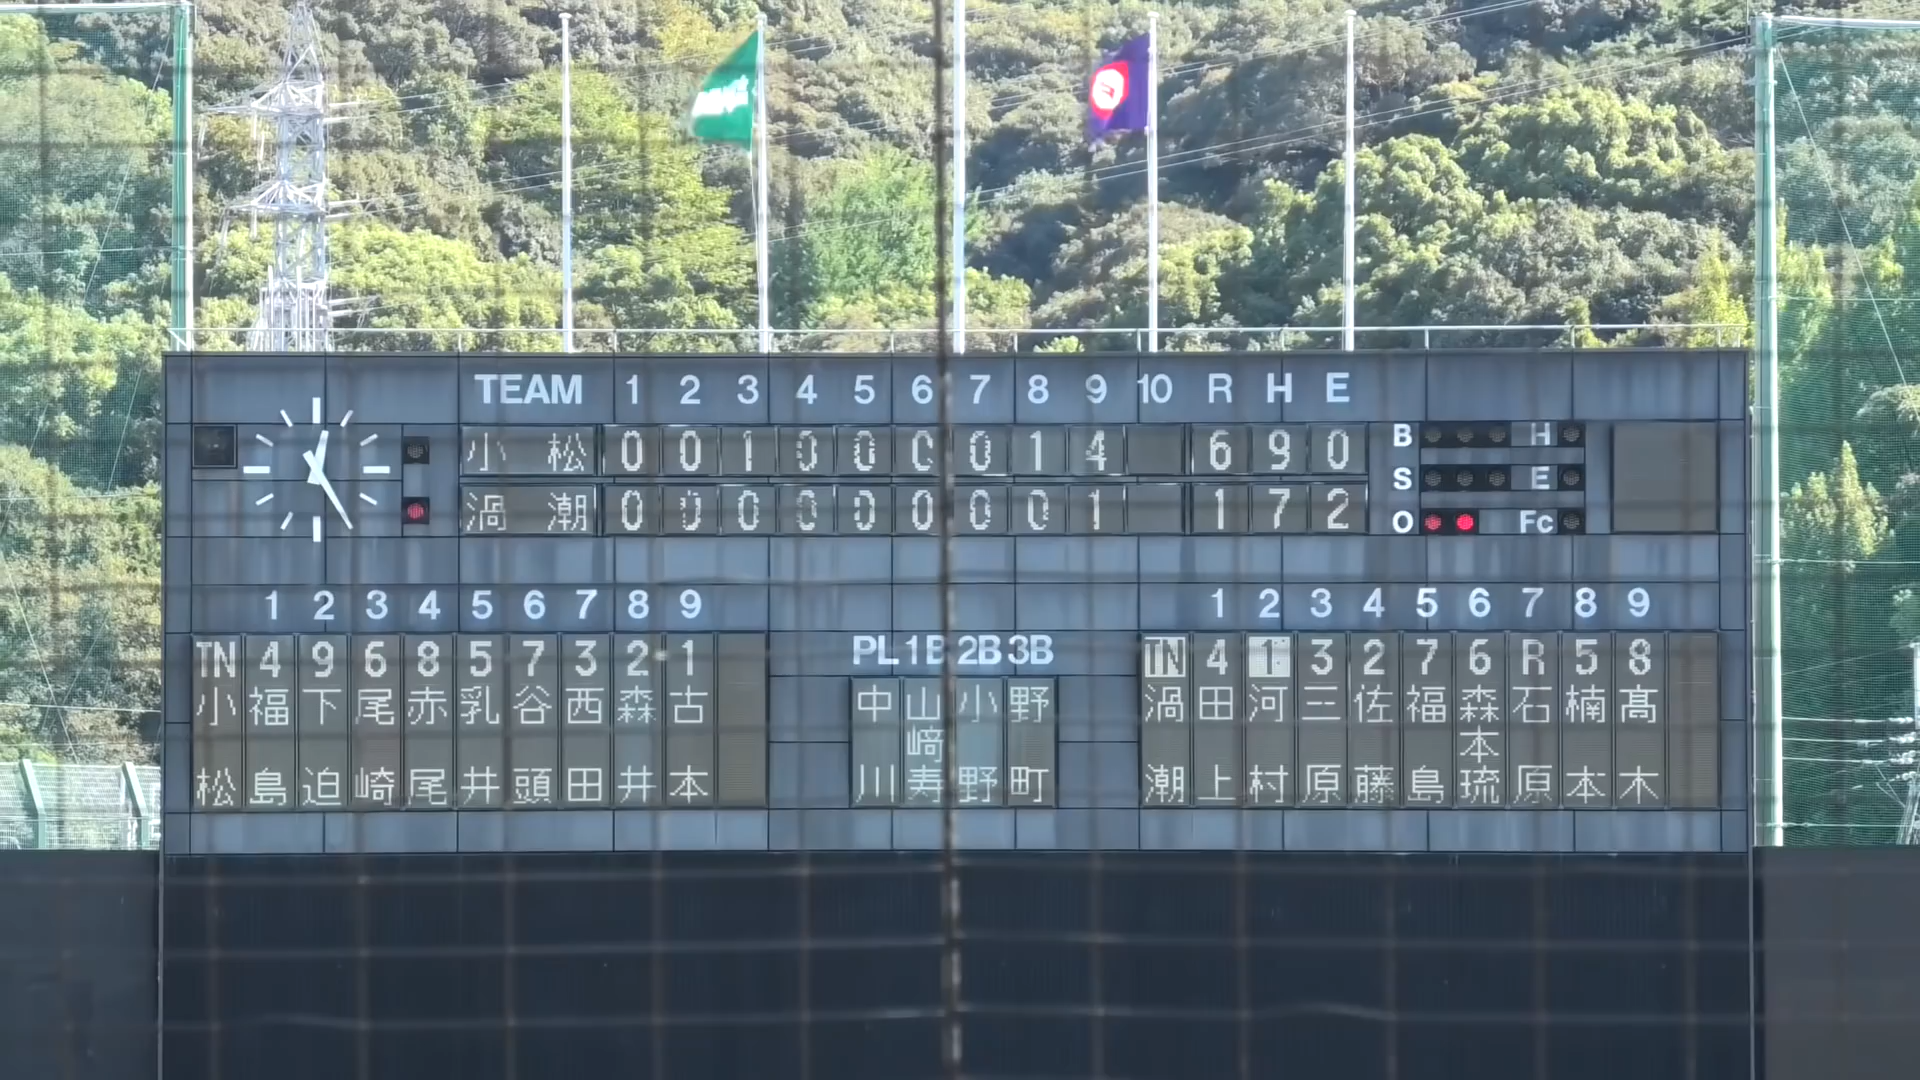 TEAM 1 2 3 4 5 6 7 8 9 10 R H E
小松 0 0 1 0 0 0 0 1 4 6 9 0
渦潮 0 0 0 0 0 0 0 0 1 1 7 2
B H
S E
O Fc
1 2 3 4 5 6 7 8 9
TN 4 9 6 8 5 7 3 2 1
小松 福島 下迫 尾崎 赤尾 乳井 谷頭 西田 森井 古本
PL 1B 2B 3B
中川 山﨑寿 小野 野町
1 2 3 4 5 6 7 8 9
TN 4 1 3 2 7 6 R 5 8
渦潮 田上 河村 三原 佐藤 福島 森本琉 石原 楠本 髙木